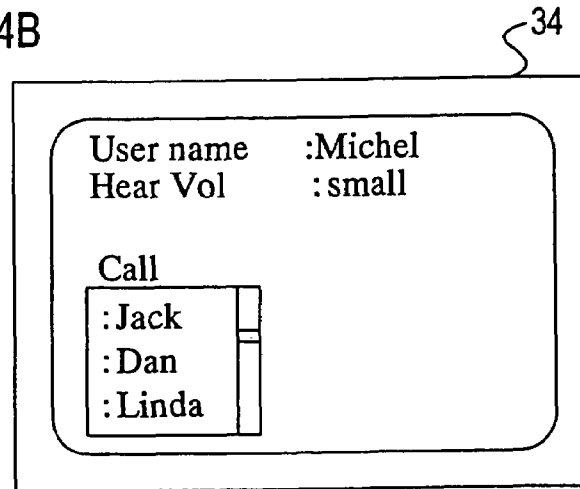 4B
34
User name :Michel
Hear Vol : small
Call
:Jack
:Dan
:Linda